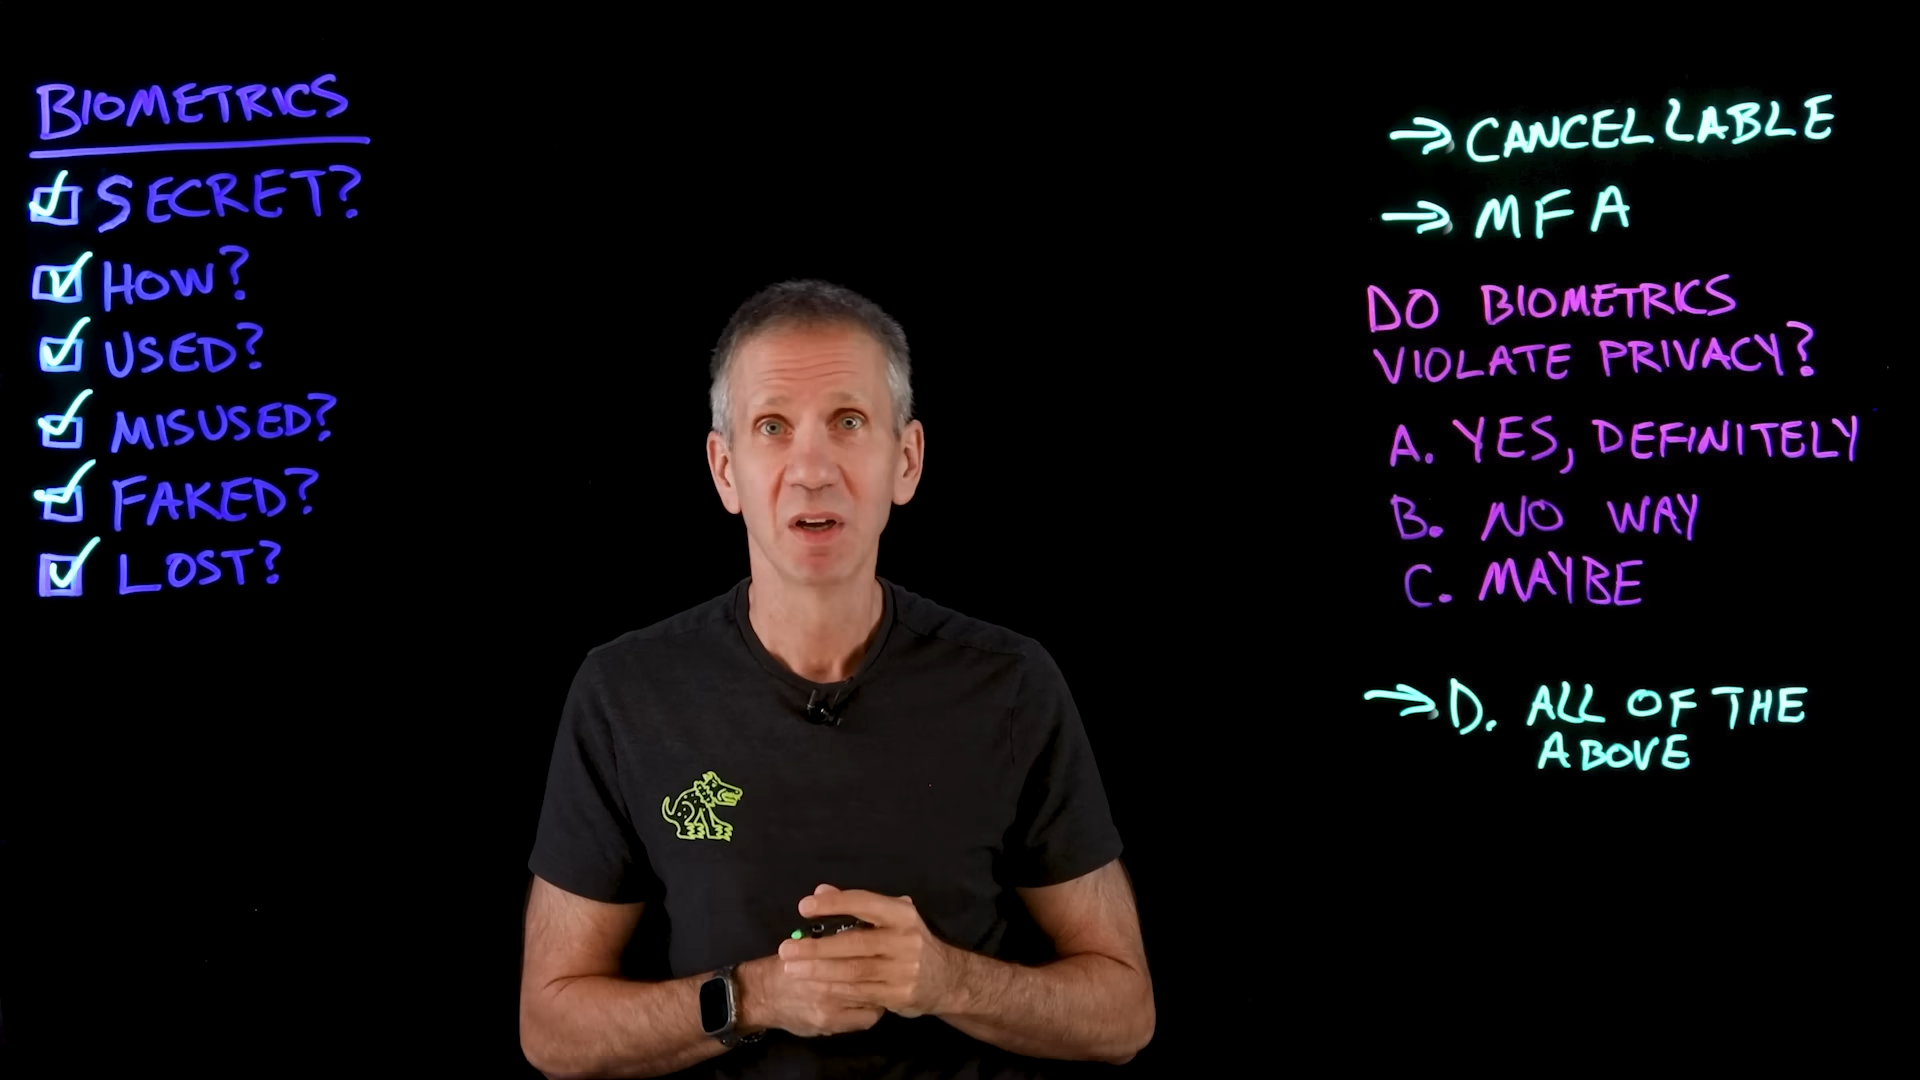 BIOMETRICS
SECRET?
HOW?
USED?
MISUSED?
FAKED?
LOST?
→ CANCELLABLE
→ MFA
DO BIOMETRICS
VIOLATE PRIVACY?
A. YES, DEFINITELY
B. NO WAY
C. MAYBE
→ D. ALL OF THE
ABOVE